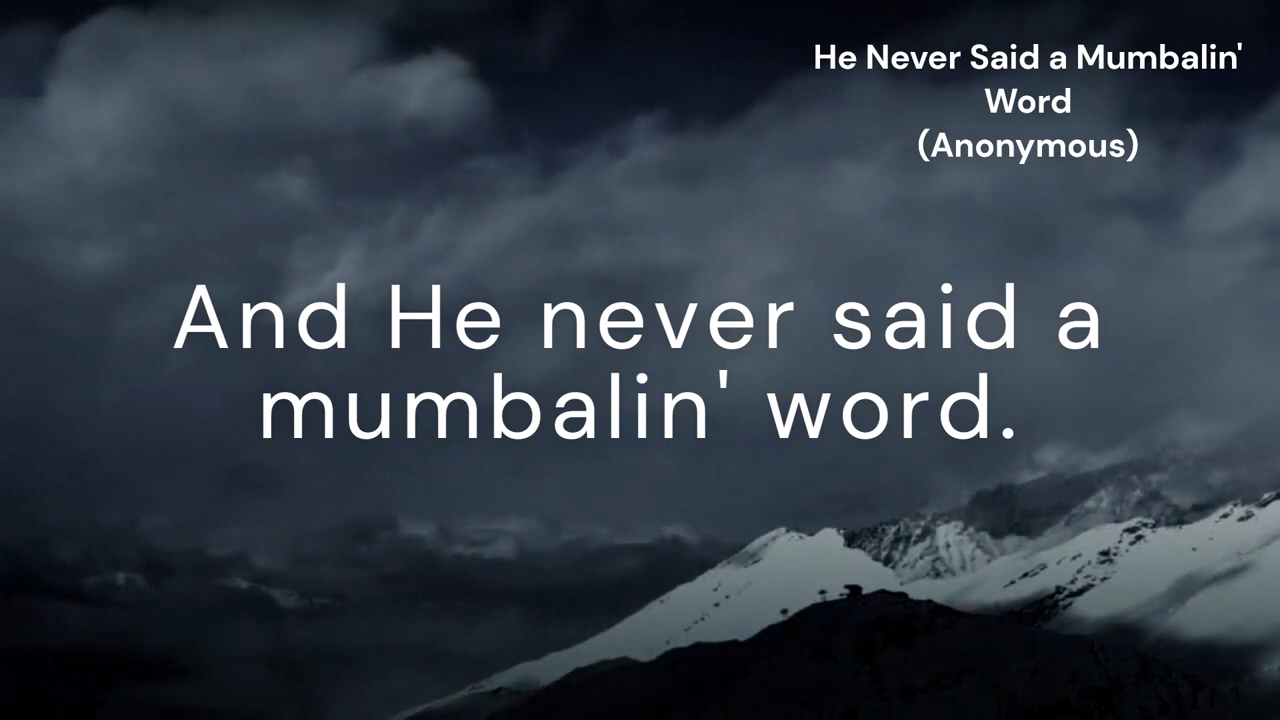 He Never Said a Mumbalin'
Word
(Anonymous)
And He never said a
mumbalin' word.